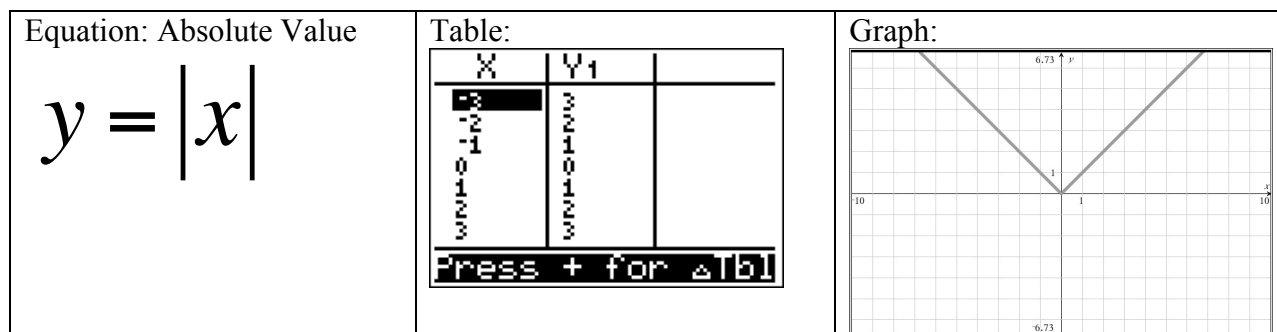 Equation: Absolute Value
y = |x|
Table:
X Y₁
⁻3 3
⁻2 2
⁻1 1
0 0
1 1
2 2
3 3
Press + for △Tbl
Graph:
6.73 y
1
x
⁻10 1 10
⁻6.73